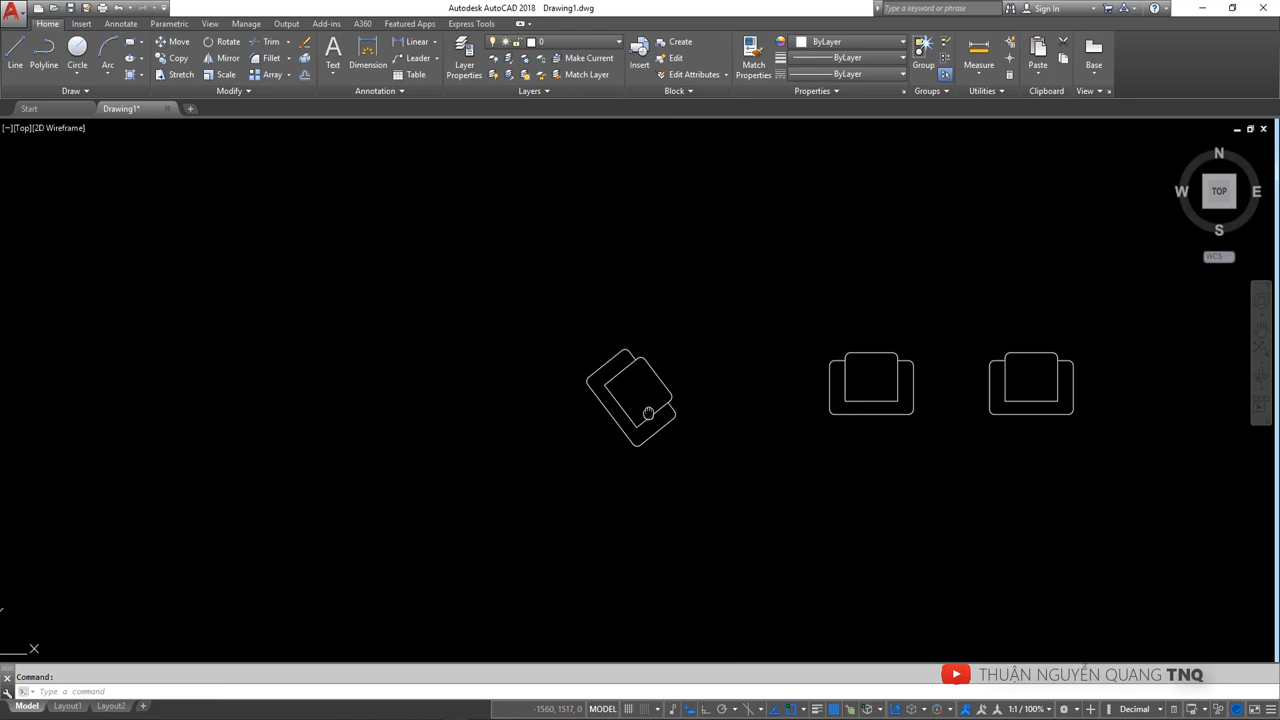 Autodesk AutoCAD 2018 Drawing1.dwg
Type a keyword or phrase
Sign In
Home Insert Annotate Parametric View Manage Output Add-ins A360 Featured Apps Express Tools
Line Polyline Circle Arc
Move Rotate Trim
Copy Mirror Fillet
Stretch Scale Array
Text Dimension
Linear
Leader
Table
Layer
Properties
0
Make Current
Match Layer
Insert
Create
Edit
Edit Attributes
Match
Properties
ByLayer
ByLayer
ByLayer
Group
Measure
Paste
Base
Draw Modify Annotation Layers Block Properties Groups Utilities Clipboard View
Start Drawing1*
[−][Top][2D Wireframe]
N
W TOP E
S
WCS
X
Command:
Type a command
THUẬN NGUYỄN QUANG TNQ
Model Layout1 Layout2
-1560, 1517, 0 MODEL
1:1 / 100%
Decimal